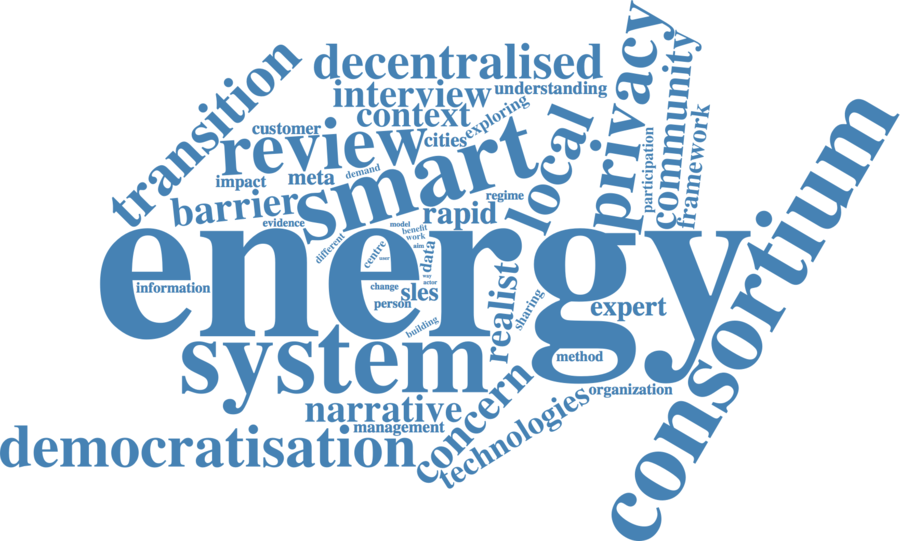 decentralised
privacy
transition
community
interview
understanding
context
exploring
consortium
customer
review
cities
smart
local
framework
participation
impact
meta
demand
barrier
evidence
regime
rapid
model
benefit
work
aim
different
centre
user
data
energy
information
way
actor
change
sles
person
building
realist
sharing
expert
system
method
organization
narrative
management
concern
technologies
democratisation